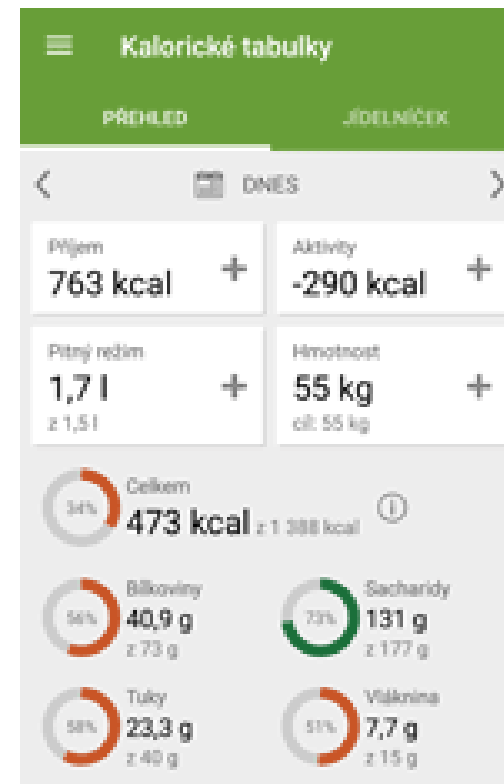 Kalorické tabulky
PŘEHLED JÍDELNÍČEK
DNES
Příjem
763 kcal
Aktivity
-290 kcal
Pitný režim
1,7 l
z 1,5 l
Hmotnost
55 kg
cíl: 55 kg
34%
Celkem
473 kcal z 1 388 kcal
56%
Bílkoviny
40,9 g
z 73 g
73%
Sacharidy
131 g
z 177 g
58%
Tuky
23,3 g
z 40 g
51%
Vláknina
7,7 g
z 15 g